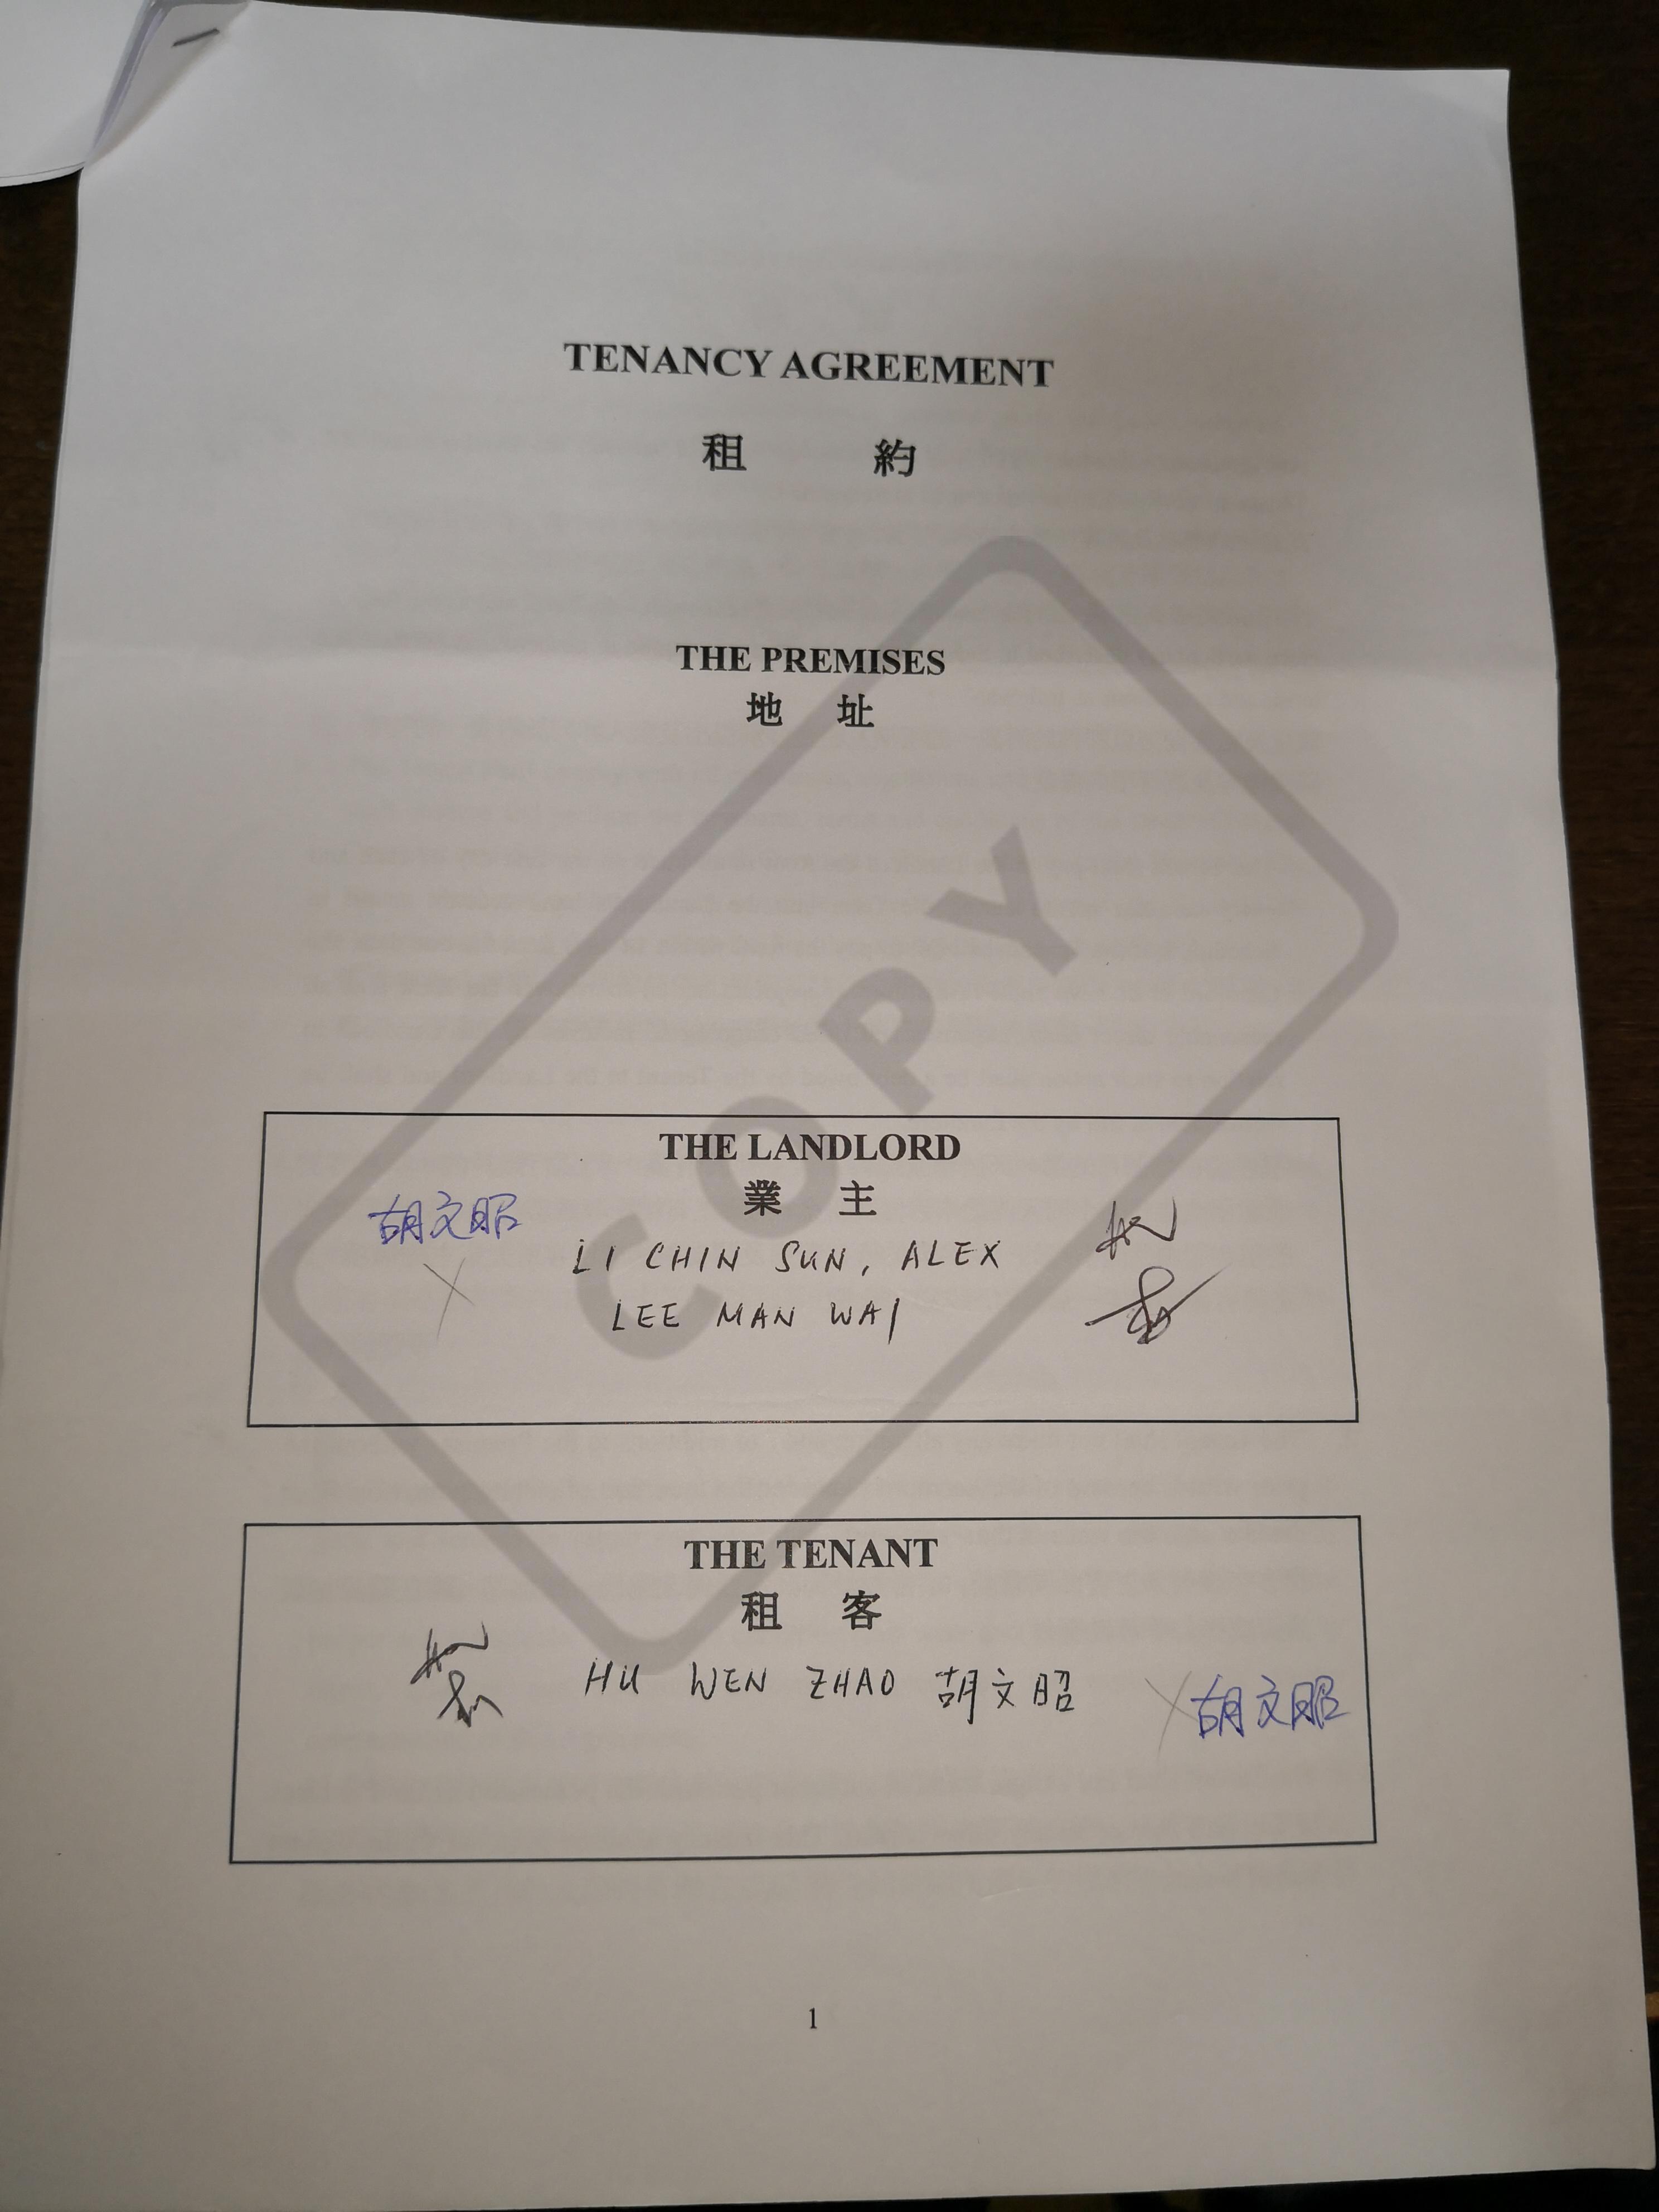 TENANCY AGREEMENT
租 約
THE PREMISES
地 址
COPY
THE LANDLORD
業 主
胡文昭
LI CHIN SUN, ALEX
LEE MAN WAI
THE TENANT
租 客
HU WEN ZHAO 胡文昭
胡文昭
1